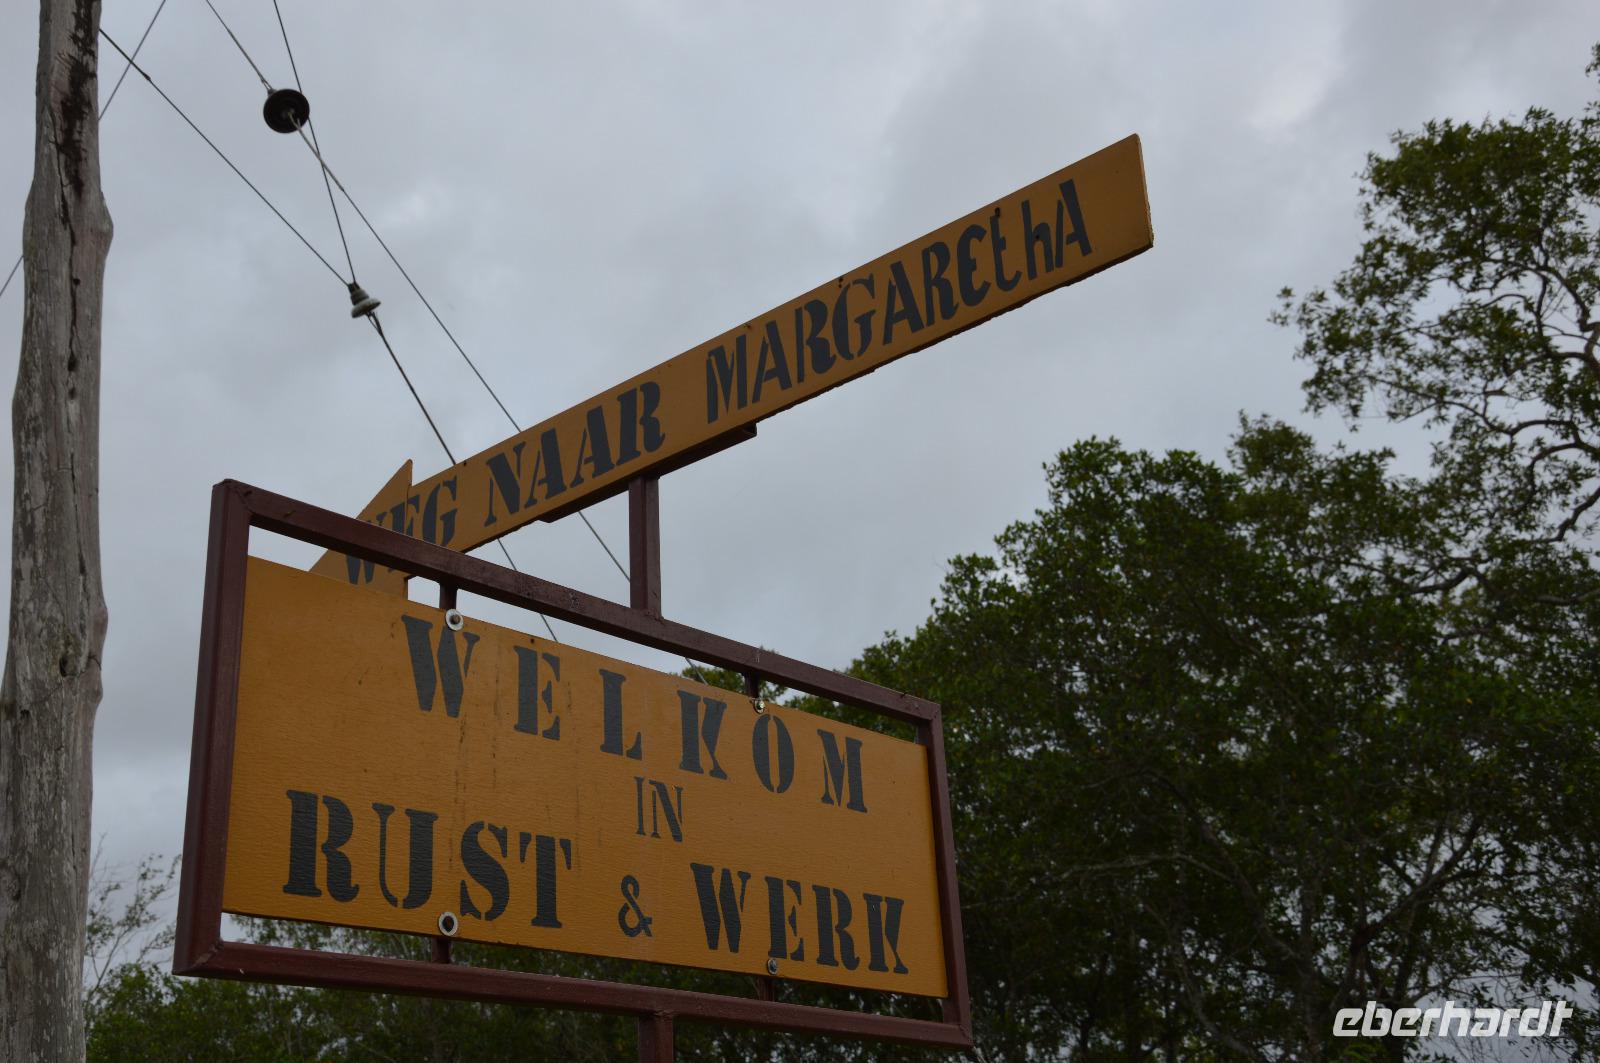 WEG NAAR MARGAREthA
WELKOM
IN
RUST & WERK
eberhardt